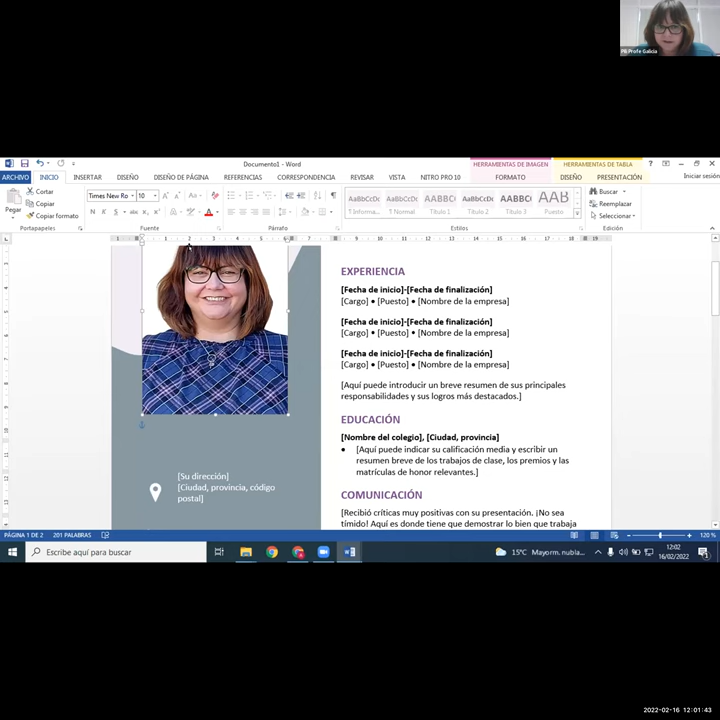 PB Profe Galicia
Documento1 - Word
HERRAMIENTAS DE IMAGEN
HERRAMIENTAS DE TABLA
ARCHIVO INICIO INSERTAR DISEÑO DISEÑO DE PÁGINA REFERENCIAS CORRESPONDENCIA REVISAR VISTA NITRO PRO 10 FORMATO DISEÑO PRESENTACIÓN Iniciar sesión
Pegar
Cortar
Copiar
Copiar formato
Portapapeles
Times New Ro 10
Fuente
Párrafo
¶ Informa...
¶ Normal
Título 1
Título 2
Título 3
Puesto
Estilos
Buscar
Reemplazar
Seleccionar
Edición
EXPERIENCIA
[Fecha de inicio]-[Fecha de finalización]
[Cargo] • [Puesto] • [Nombre de la empresa]
[Fecha de inicio]-[Fecha de finalización]
[Cargo] • [Puesto] • [Nombre de la empresa]
[Fecha de inicio]-[Fecha de finalización]
[Cargo] • [Puesto] • [Nombre de la empresa]
[Aquí puede introducir un breve resumen de sus principales
responsabilidades y sus logros más destacados.]
EDUCACIÓN
[Nombre del colegio], [Ciudad, provincia]
• [Aquí puede indicar su calificación media y escribir un
resumen breve de los trabajos de clase, los premios y las
matrículas de honor relevantes.]
COMUNICACIÓN
[Recibió críticas muy positivas con su presentación. ¡No sea
tímido! Aquí es donde tiene que demostrar lo bien que trabaja
[Su dirección]
[Ciudad, provincia, código
postal]
PÁGINA 1 DE 2 201 PALABRAS
120 %
Escribe aquí para buscar
15°C Mayorm. nubla...
12:02
16/02/2022
2022-02-16 12:01:43